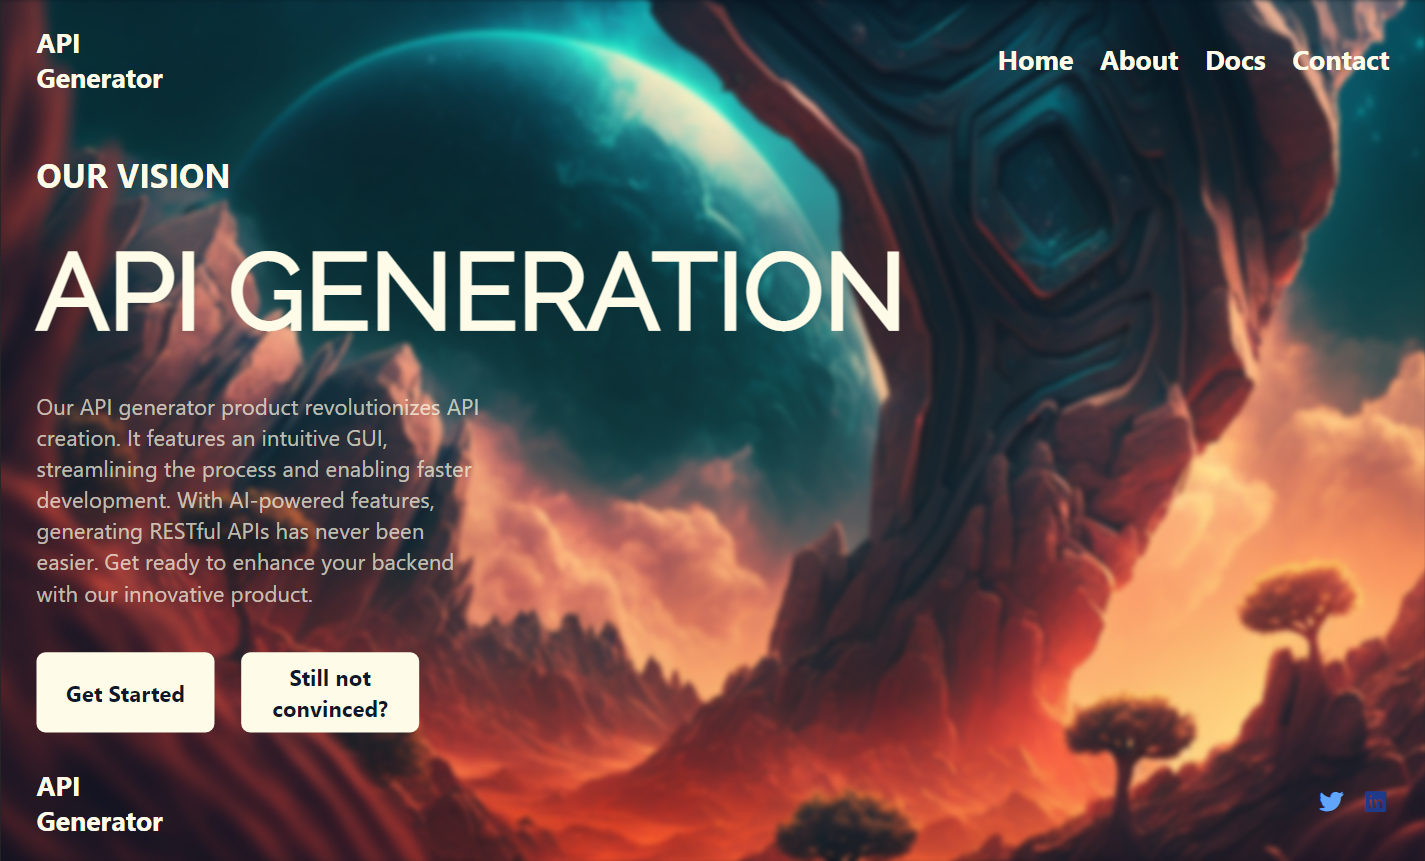 API
Generator
Home About Docs Contact
OUR VISION
API GENERATION
Our API generator product revolutionizes API
creation. It features an intuitive GUI,
streamlining the process and enabling faster
development. With AI-powered features,
generating RESTful APIs has never been
easier. Get ready to enhance your backend
with our innovative product.
Get Started
Still not
convinced?
API
Generator
in